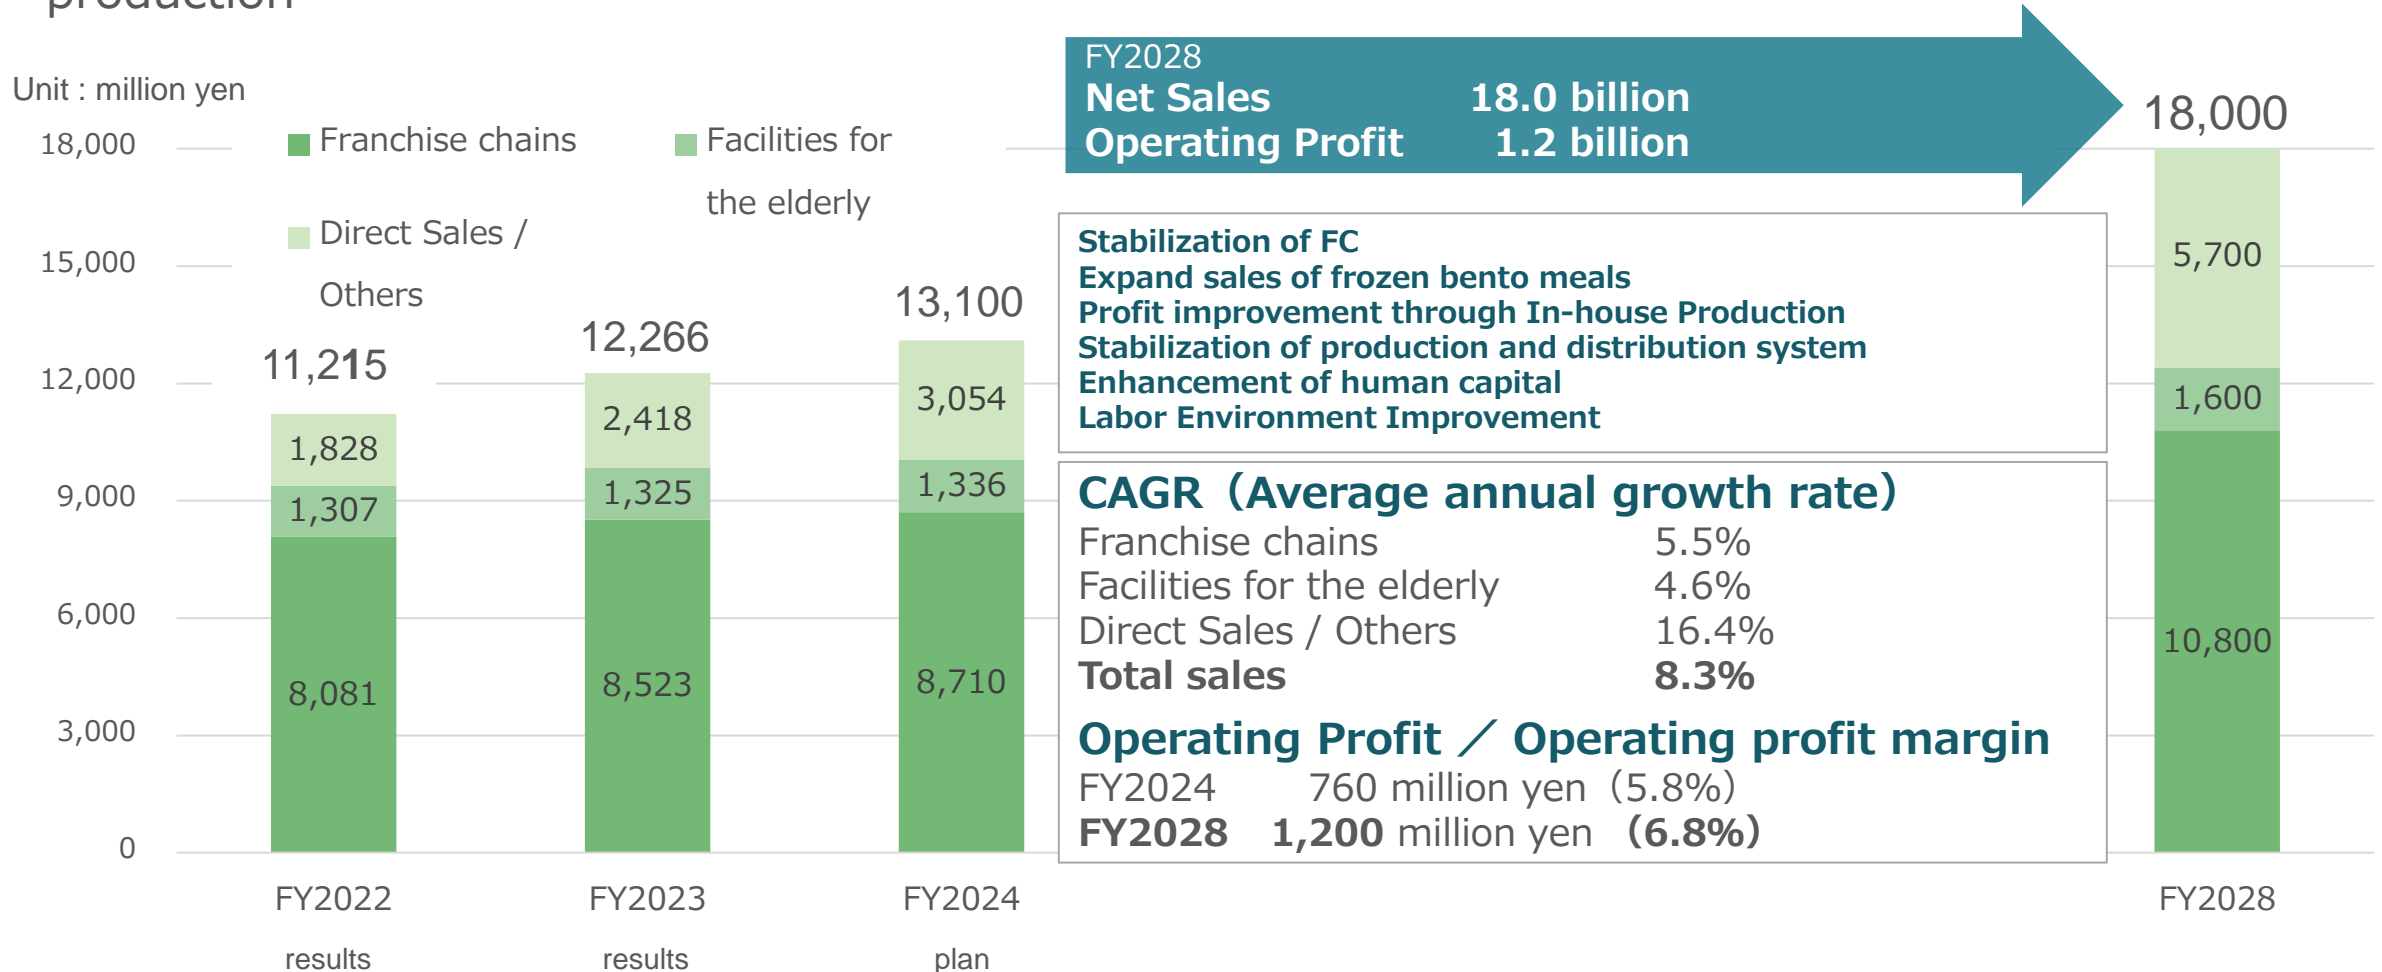 production
Unit : million yen
18,000
15,000
12,000
9,000
6,000
3,000
0
Franchise chains
Facilities for
the elderly
Direct Sales /
Others
11,215
1,828
1,307
8,081
FY2022
results
12,266
2,418
1,325
8,523
FY2023
results
13,100
3,054
1,336
8,710
FY2024
plan
FY2028
Net Sales 18.0 billion
Operating Profit 1.2 billion
Stabilization of FC
Expand sales of frozen bento meals
Profit improvement through In-house Production
Stabilization of production and distribution system
Enhancement of human capital
Labor Environment Improvement
CAGR（Average annual growth rate）
Franchise chains 5.5%
Facilities for the elderly 4.6%
Direct Sales / Others 16.4%
Total sales 8.3%
Operating Profit ／ Operating profit margin
FY2024 760 million yen（5.8%）
FY2028 1,200 million yen（6.8%）
18,000
5,700
1,600
10,800
FY2028